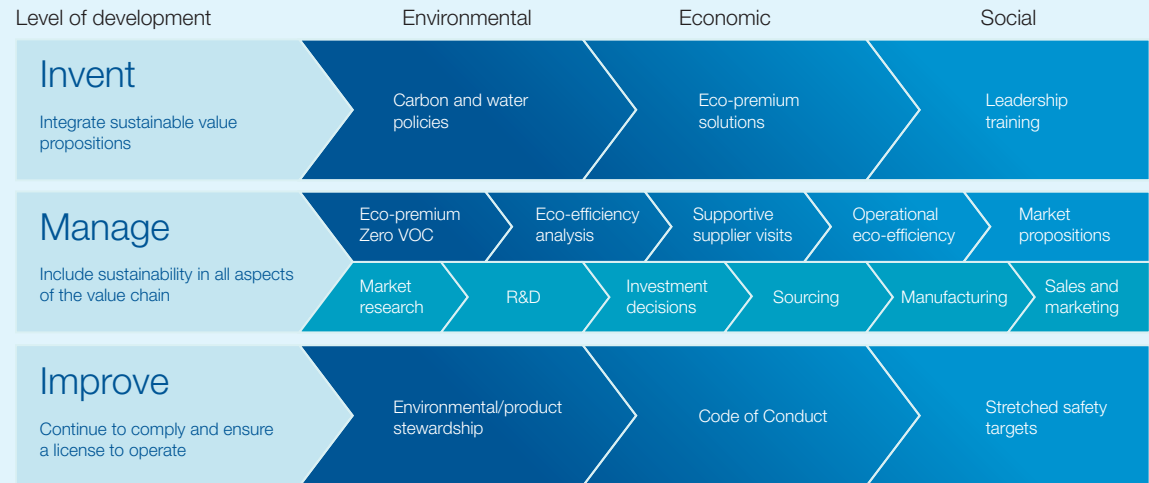 Level of development
Environmental
Economic
Social
Invent
Integrate sustainable value
propositions
Carbon and water
policies
Eco-premium
solutions
Leadership
training
Manage
Include sustainability in all aspects
of the value chain
Eco-premium
Zero VOC
Eco-efficiency
analysis
Supportive
supplier visits
Operational
eco-efficiency
Market
propositions
Market
research
R&D
Investment
decisions
Sourcing
Manufacturing
Sales and
marketing
Improve
Continue to comply and ensure
a license to operate
Environmental/product
stewardship
Code of Conduct
Stretched safety
targets